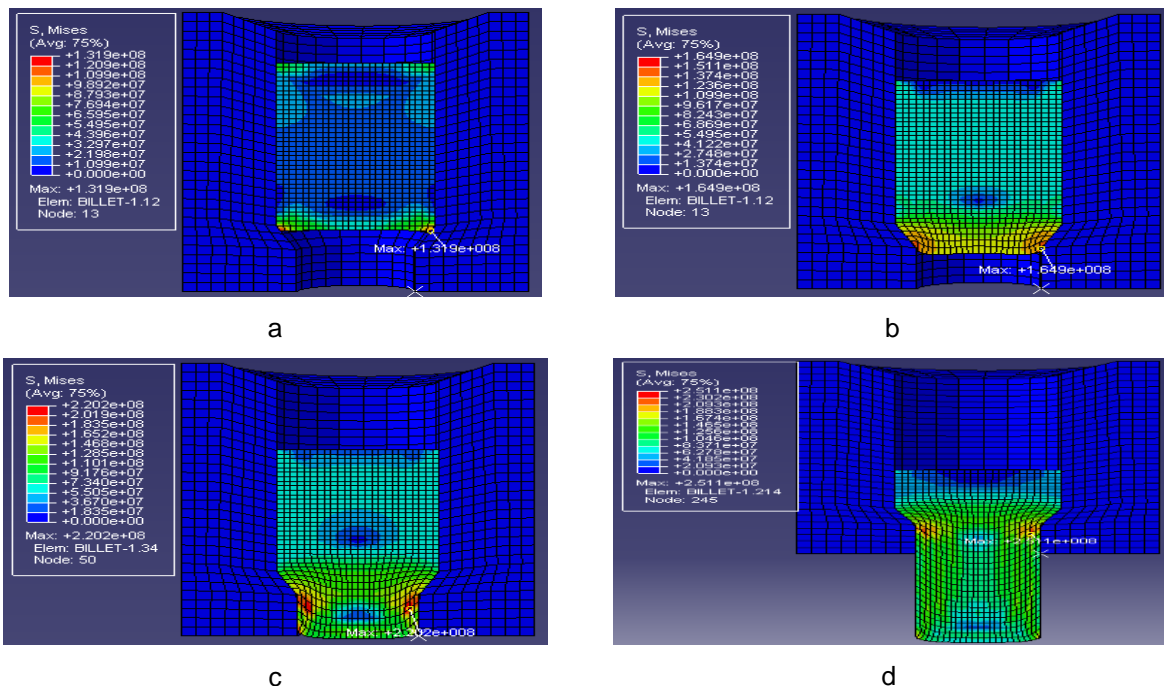 S, Mises
(Avg: 75%)
+1.319e+08
+1.209e+08
+1.099e+08
+9.892e+07
+8.793e+07
+7.694e+07
+6.595e+07
+5.495e+07
+4.396e+07
+3.297e+07
+2.198e+07
+1.099e+07
+0.000e+00
Max: +1.319e+08
Elem: BILLET-1.12
Node: 13
Max: +1.319e+008
a
S, Mises
(Avg: 75%)
+1.649e+08
+1.511e+08
+1.374e+08
+1.236e+08
+1.099e+08
+9.617e+07
+8.243e+07
+6.869e+07
+5.495e+07
+4.122e+07
+2.748e+07
+1.374e+07
+0.000e+00
Max: +1.649e+08
Elem: BILLET-1.12
Node: 13
Max: +1.649e+008
b
S, Mises
(Avg: 75%)
+2.202e+08
+2.019e+08
+1.835e+08
+1.652e+08
+1.468e+08
+1.285e+08
+1.101e+08
+9.176e+07
+7.340e+07
+5.505e+07
+3.670e+07
+1.835e+07
+0.000e+00
Max: +2.202e+08
Elem: BILLET-1.34
Node: 50
Max: +2.202e+008
c
S, Mises
(Avg: 75%)
+2.511e+08
+2.302e+08
+2.093e+08
+1.883e+08
+1.674e+08
+1.465e+08
+1.256e+08
+1.046e+08
+8.371e+07
+6.278e+07
+4.185e+07
+2.093e+07
+0.000e+00
Max: +2.511e+08
Elem: BILLET-1.214
Node: 245
Max: +2.511e+008
d